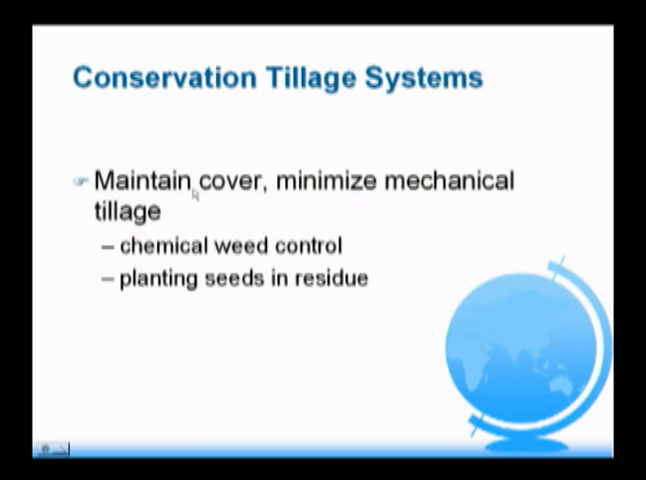 Conservation Tillage Systems
Maintain cover, minimize mechanical
tillage
– chemical weed control
– planting seeds in residue